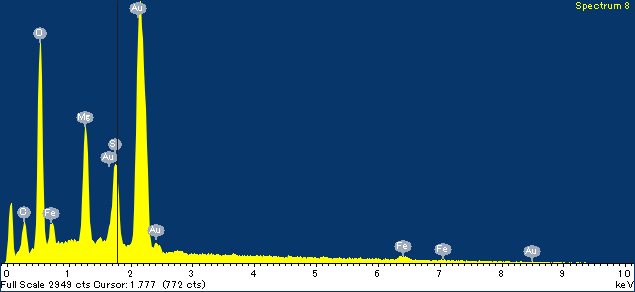 Spectrum 8
Au
O
Mg
Si
Au
C
Fe
Au
Fe
Fe
Au
0 1 2 3 4 5 6 7 8 9 10
Full Scale 2949 cts Cursor: 1.777 (772 cts)
keV